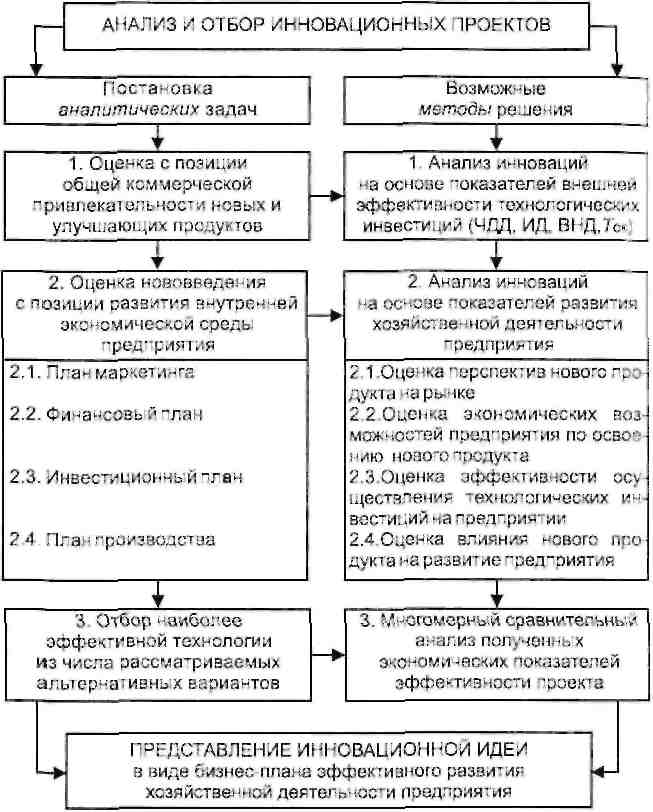 АНАЛИЗ И ОТБОР ИННОВАЦИОННЫХ ПРОЕКТОВ
Постановка
аналитических задач
Возможные
методы решения
1. Оценка с позиции
общей коммерческой
привлекательности новых и
улучшающих продуктов
1. Анализ инноваций
на основе показателей внешней
эффективности технологических
инвестиций (ЧДД, ИД, ВНД, Ток)
2. Оценка нововведения
с позиции развития внутренней
экономической среды
предприятия
2. Анализ инноваций
на основе показателей развития
хозяйственной деятельности
предприятия
2.1. План маркетинга
2.2. Финансовый план
2.3. Инвестиционный план
2.4. План производства
2.1.Оценка перспектив нового про-
дукта на рынке
2.2.Оценка экономических воз-
можностей предприятия по освое-
нию нового продукта
2.3.Оценка эффективности осу-
ществления технологических ин-
вестиций на предприятии
2.4.Оценка влияния нового про-
дукта на развитие предприятия
3. Отбор наиболее
эффективной технологии
из числа рассматриваемых
альтернативных вариантов
3. Многомерный сравнительный
анализ полученных
экономических показателей
эффективности проекта
ПРЕДСТАВЛЕНИЕ ИННОВАЦИОННОЙ ИДЕИ
в виде бизнес-плана эффективного развития
хозяйственной деятельности предприятия